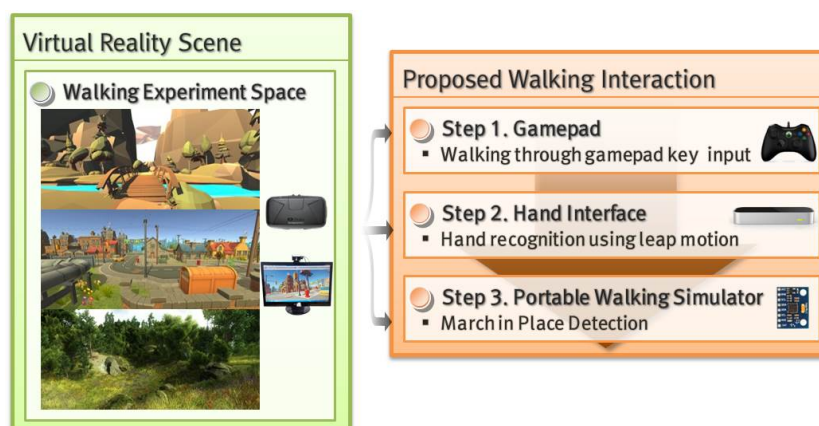 Virtual Reality Scene
Walking Experiment Space
Proposed Walking Interaction
Step 1. Gamepad
▪ Walking through gamepad key input
Step 2. Hand Interface
▪ Hand recognition using leap motion
Step 3. Portable Walking Simulator
▪ March in Place Detection